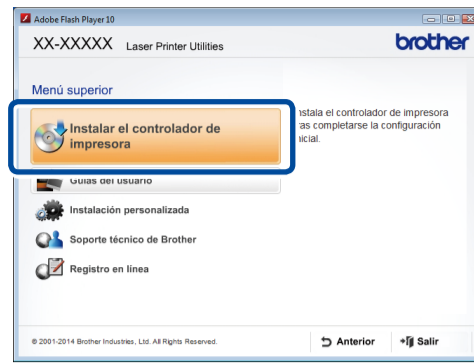 Adobe Flash Player 10
XX-XXXXX Laser Printer Utilities
brother
Menú superior
Instalar el controlador de
impresora
nstala el controlador de impresora
ras completarse la configuración
nicial.
Guías del usuario
Instalación personalizada
Soporte técnico de Brother
Registro en línea
© 2001-2014 Brother Industries, Ltd. All Rights Reserved.
Anterior
Salir